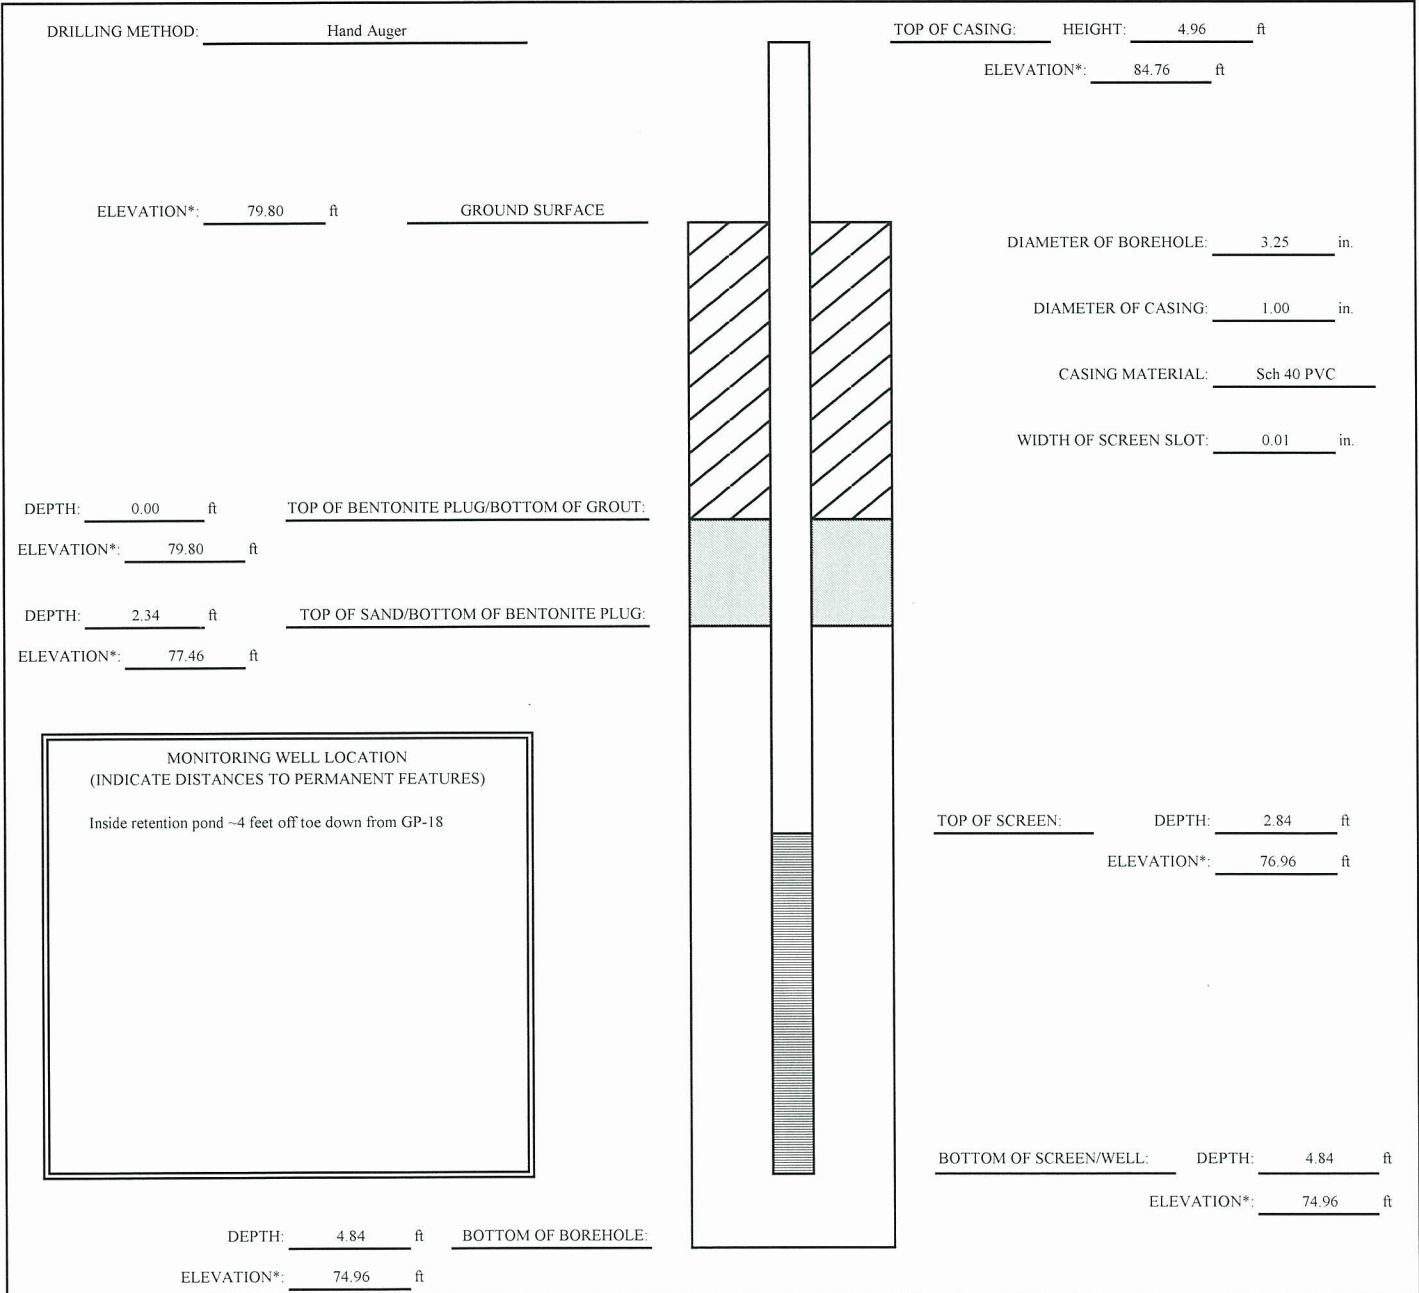 DRILLING METHOD: Hand Auger
TOP OF CASING: HEIGHT: 4.96 ft
ELEVATION*: 84.76 ft
ELEVATION*: 79.80 ft GROUND SURFACE
DIAMETER OF BOREHOLE: 3.25 in.
DIAMETER OF CASING: 1.00 in.
CASING MATERIAL: Sch 40 PVC
WIDTH OF SCREEN SLOT: 0.01 in.
DEPTH: 0.00 ft TOP OF BENTONITE PLUG/BOTTOM OF GROUT:
ELEVATION*: 79.80 ft
DEPTH: 2.34 ft TOP OF SAND/BOTTOM OF BENTONITE PLUG:
ELEVATION*: 77.46 ft
MONITORING WELL LOCATION
(INDICATE DISTANCES TO PERMANENT FEATURES)
Inside retention pond ~4 feet off toe down from GP-18
TOP OF SCREEN: DEPTH: 2.84 ft
ELEVATION*: 76.96 ft
BOTTOM OF SCREEN/WELL: DEPTH: 4.84 ft
ELEVATION*: 74.96 ft
DEPTH: 4.84 ft BOTTOM OF BOREHOLE:
ELEVATION*: 74.96 ft